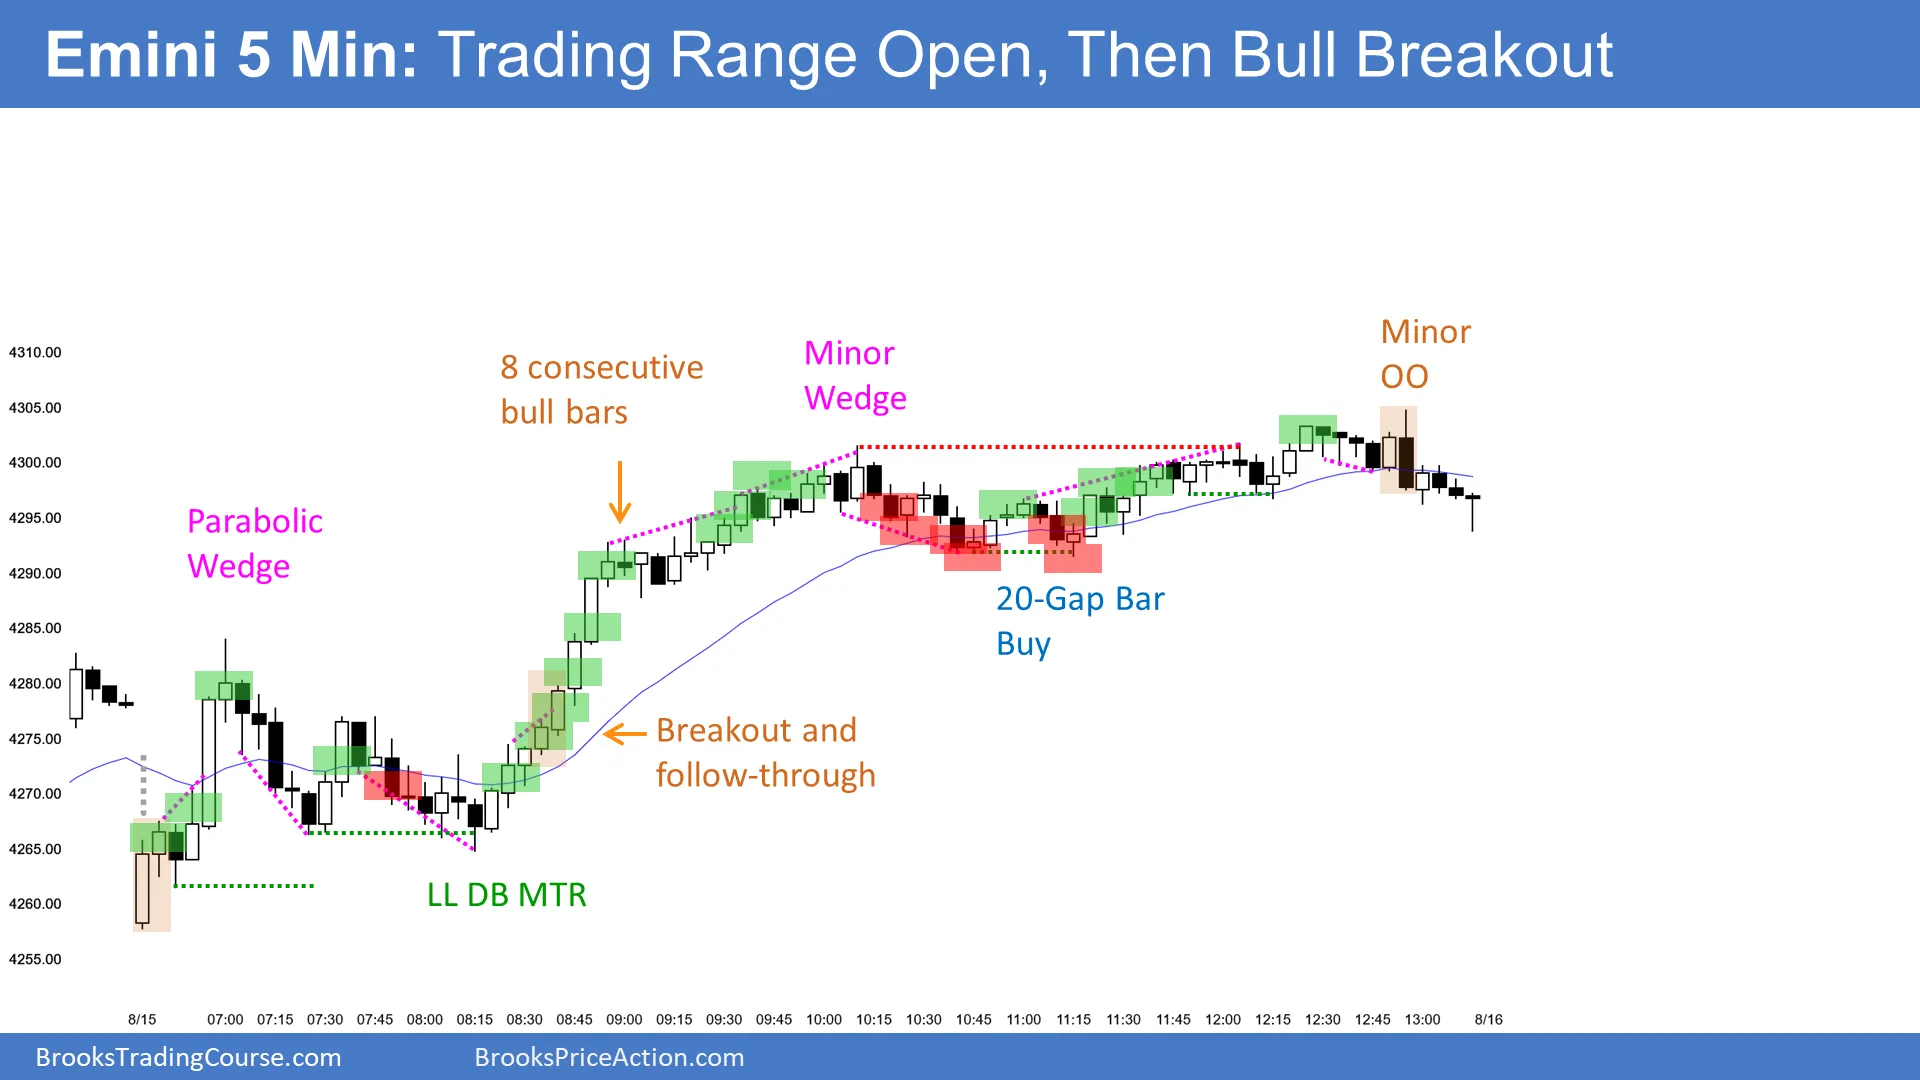 Emini 5 Min: Trading Range Open, Then Bull Breakout
Minor
OO
Minor
Wedge
8 consecutive
bull bars
Parabolic
Wedge
20-Gap Bar
Buy
Breakout and
follow-through
LL DB MTR
4310.00
4305.00
4300.00
4295.00
4290.00
4285.00
4280.00
4275.00
4270.00
4265.00
4260.00
4255.00
8/15 07:00 07:15 07:30 07:45 08:00 08:15 08:30 08:45 09:00 09:15 09:30 09:45 10:00 10:15 10:30 10:45 11:00 11:15 11:30 11:45 12:00 12:15 12:30 12:45 13:00 8/16
BrooksTradingCourse.com BrooksPriceAction.com